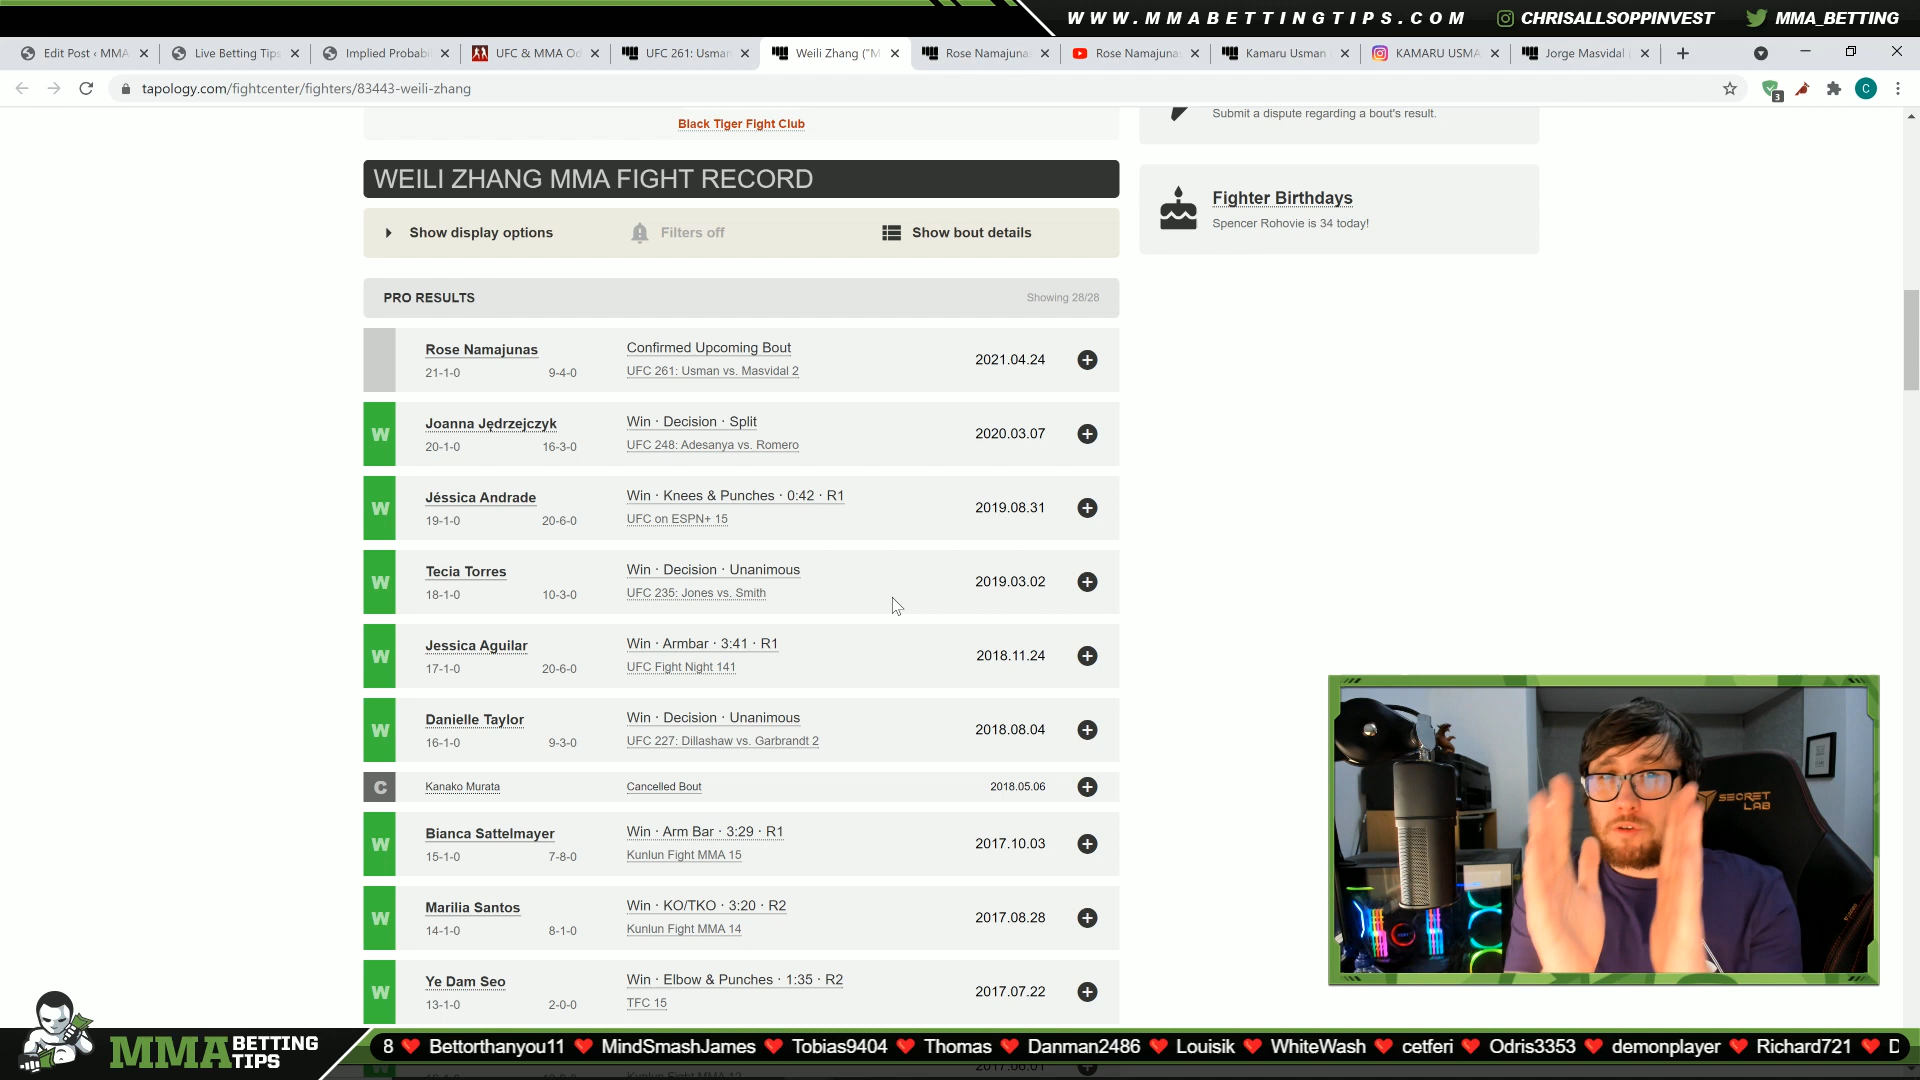 WWW.MMABETTINGTIPS.COM CHRISALLSOPPINVEST MMA_BETTING
Edit Post ‹ MMA Live Betting Tips Implied Probabi UFC & MMA Od UFC 261: Usman Weili Zhang ("M Rose Namajunas Rose Namajuna Kamaru Usman KAMARU USMA Jorge Masvidal
tapology.com/fightcenter/fighters/83443-weili-zhang 3 C
Black Tiger Fight Club
Submit a dispute regarding a bout's result.
WEILI ZHANG MMA FIGHT RECORD
Fighter Birthdays
Spencer Rohovie is 34 today!
Show display options Filters off Show bout details
PRO RESULTS Showing 28/28
Rose Namajunas Confirmed Upcoming Bout 2021.04.24
21-1-0 9-4-0 UFC 261: Usman vs. Masvidal 2
W Joanna Jędrzejczyk Win · Decision · Split 2020.03.07
20-1-0 16-3-0 UFC 248: Adesanya vs. Romero
W Jéssica Andrade Win · Knees & Punches · 0:42 · R1 2019.08.31
19-1-0 20-6-0 UFC on ESPN+ 15
W Tecia Torres Win · Decision · Unanimous 2019.03.02
18-1-0 10-3-0 UFC 235: Jones vs. Smith
W Jessica Aguilar Win · Armbar · 3:41 · R1 2018.11.24
17-1-0 20-6-0 UFC Fight Night 141
W Danielle Taylor Win · Decision · Unanimous 2018.08.04
16-1-0 9-3-0 UFC 227: Dillashaw vs. Garbrandt 2
C Kanako Murata Cancelled Bout 2018.05.06
W Bianca Sattelmayer Win · Arm Bar · 3:29 · R1 2017.10.03
15-1-0 7-8-0 Kunlun Fight MMA 15
W Marilia Santos Win · KO/TKO · 3:20 · R2 2017.08.28
14-1-0 8-1-0 Kunlun Fight MMA 14
W Ye Dam Seo Win · Elbow & Punches · 1:35 · R2 2017.07.22
13-1-0 2-0-0 TFC 15
SECRET
LAB
MMA BETTING TIPS
8 Bettorthanyou11 MindSmashJames Tobias9404 Thomas Danman2486 Louisik WhiteWash cetferi Odris3353 demonplayer Richard721 D